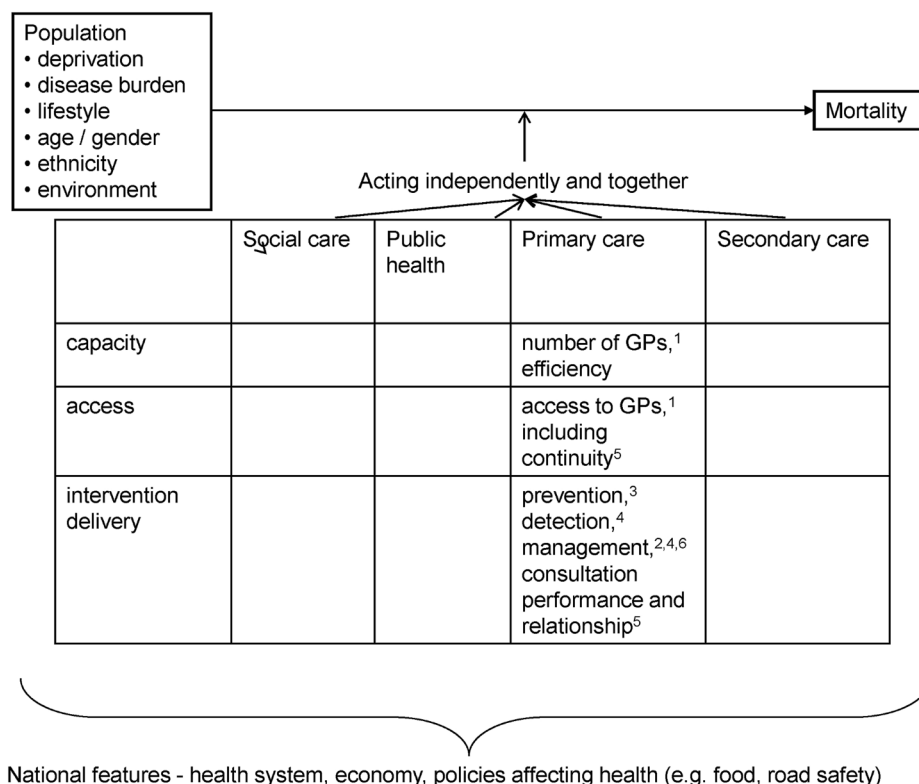 Population
• deprivation
• disease burden
• lifestyle
• age / gender
• ethnicity
• environment
Mortality
Acting independently and together
Social care
Public
health
Primary care
Secondary care
capacity
number of GPs,¹
efficiency
access
access to GPs,¹
including
continuity⁵
intervention
delivery
prevention,³
detection,⁴
management,²,⁴,⁶
consultation
performance and
relationship⁵
National features - health system, economy, policies affecting health (e.g. food, road safety)